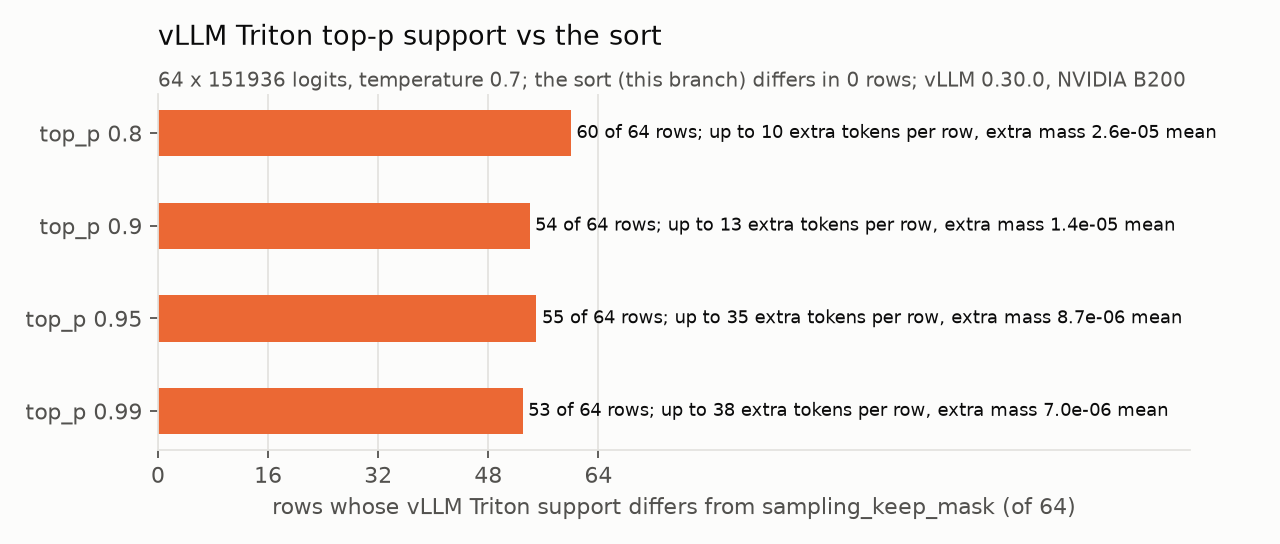 vLLM Triton top-p support vs the sort
64 x 151936 logits, temperature 0.7; the sort (this branch) differs in 0 rows; vLLM 0.30.0, NVIDIA B200
top_p 0.8
60 of 64 rows; up to 10 extra tokens per row, extra mass 2.6e-05 mean
top_p 0.9
54 of 64 rows; up to 13 extra tokens per row, extra mass 1.4e-05 mean
top_p 0.95
55 of 64 rows; up to 35 extra tokens per row, extra mass 8.7e-06 mean
top_p 0.99
53 of 64 rows; up to 38 extra tokens per row, extra mass 7.0e-06 mean
0 16 32 48 64
rows whose vLLM Triton support differs from sampling_keep_mask (of 64)